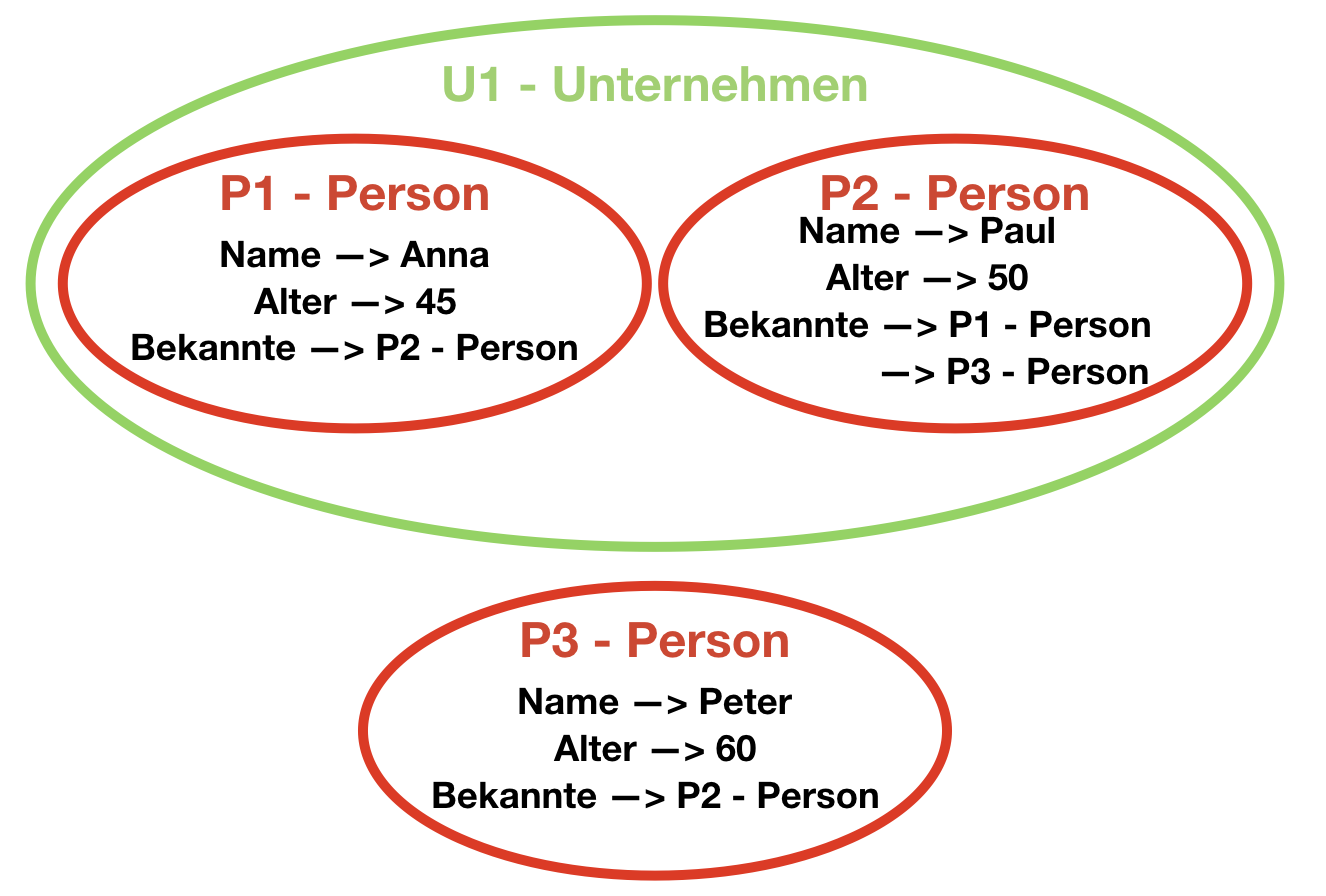 U1 - Unternehmen
P1 - Person
Name —> Anna
Alter —> 45
Bekannte —> P2 - Person
P2 - Person
Name —> Paul
Alter —> 50
Bekannte —> P1 - Person
—> P3 - Person
P3 - Person
Name —> Peter
Alter —> 60
Bekannte —> P2 - Person